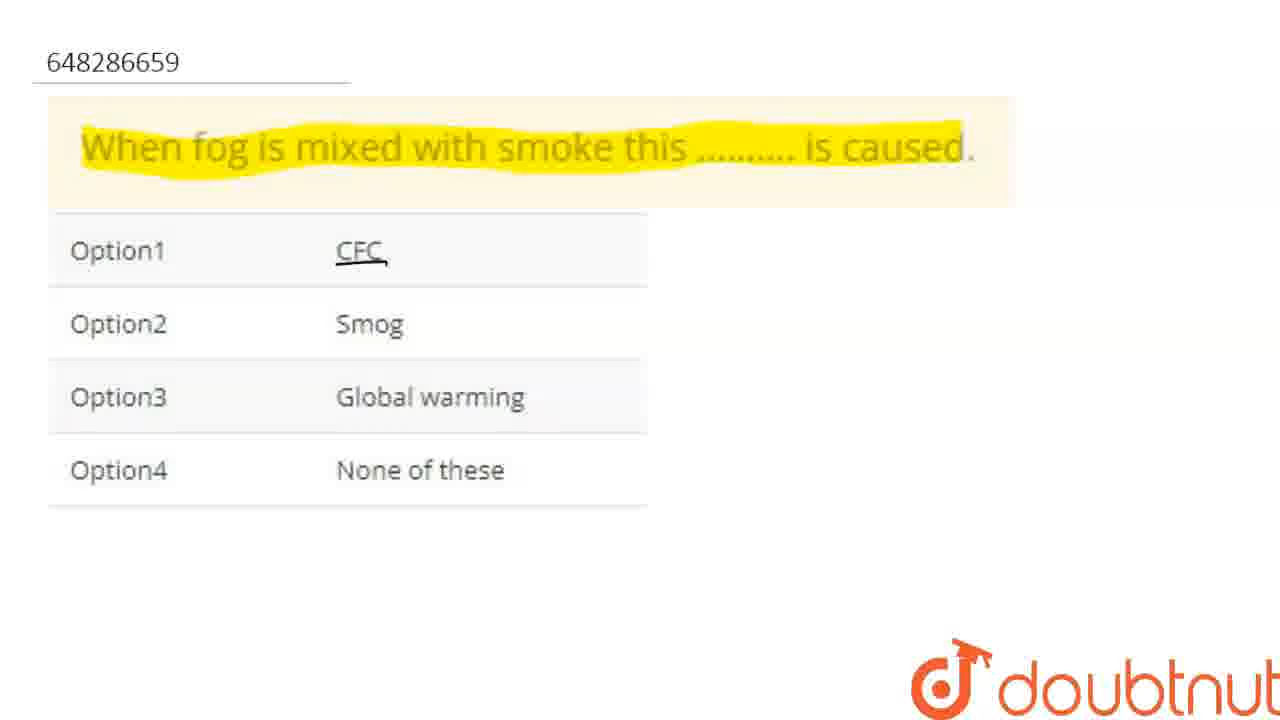 648286659
When fog is mixed with smoke this .......... is caused.
Option1 CFC
Option2 Smog
Option3 Global warming
Option4 None of these
doubtnut